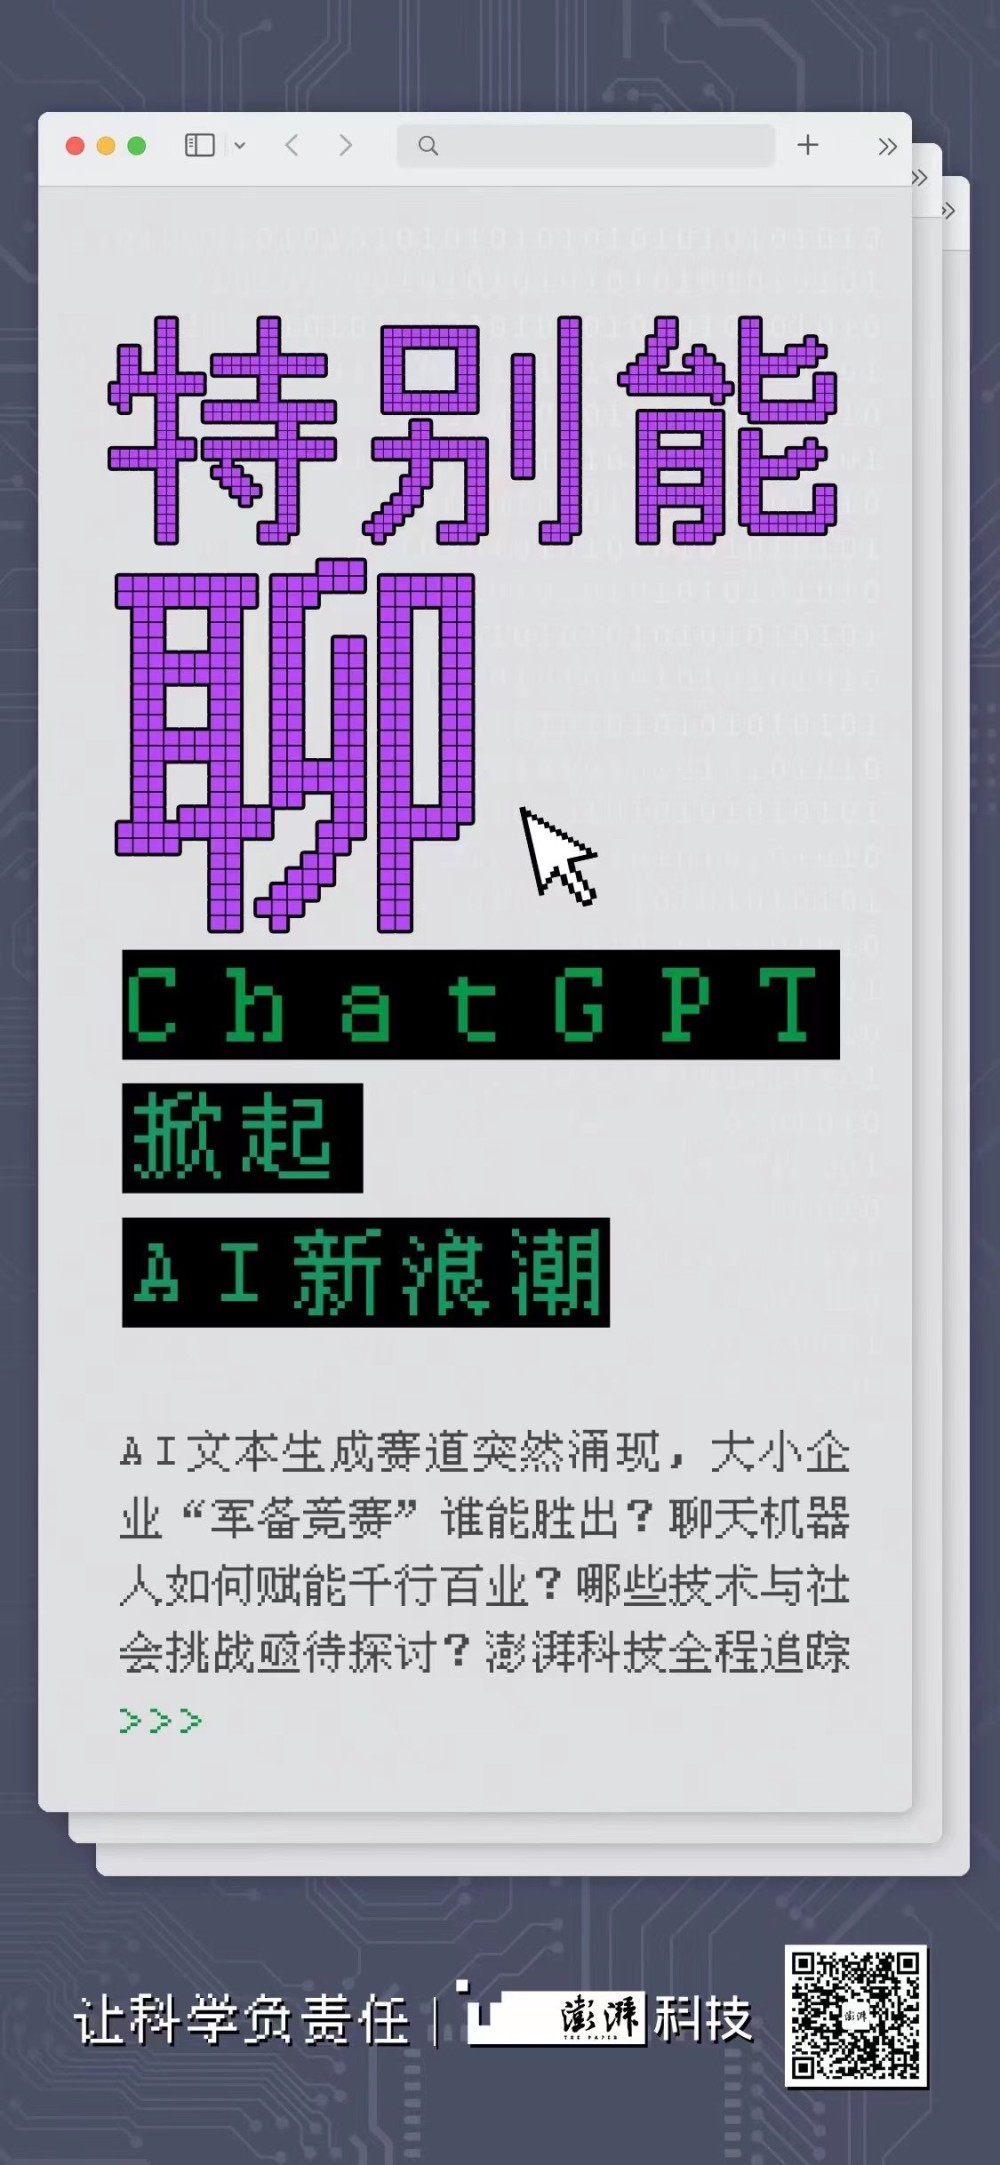 特别能
聊
ChatGPT
掀起
AI新浪潮
AI文本生成赛道突然涌现，大小企
业“军备竞赛”谁能胜出？聊天机器
人如何赋能千行百业？哪些技术与社
会挑战亟待探讨？澎湃科技全程追踪
>>>
让科学负责任｜澎湃科技
THE PAPER
澎湃